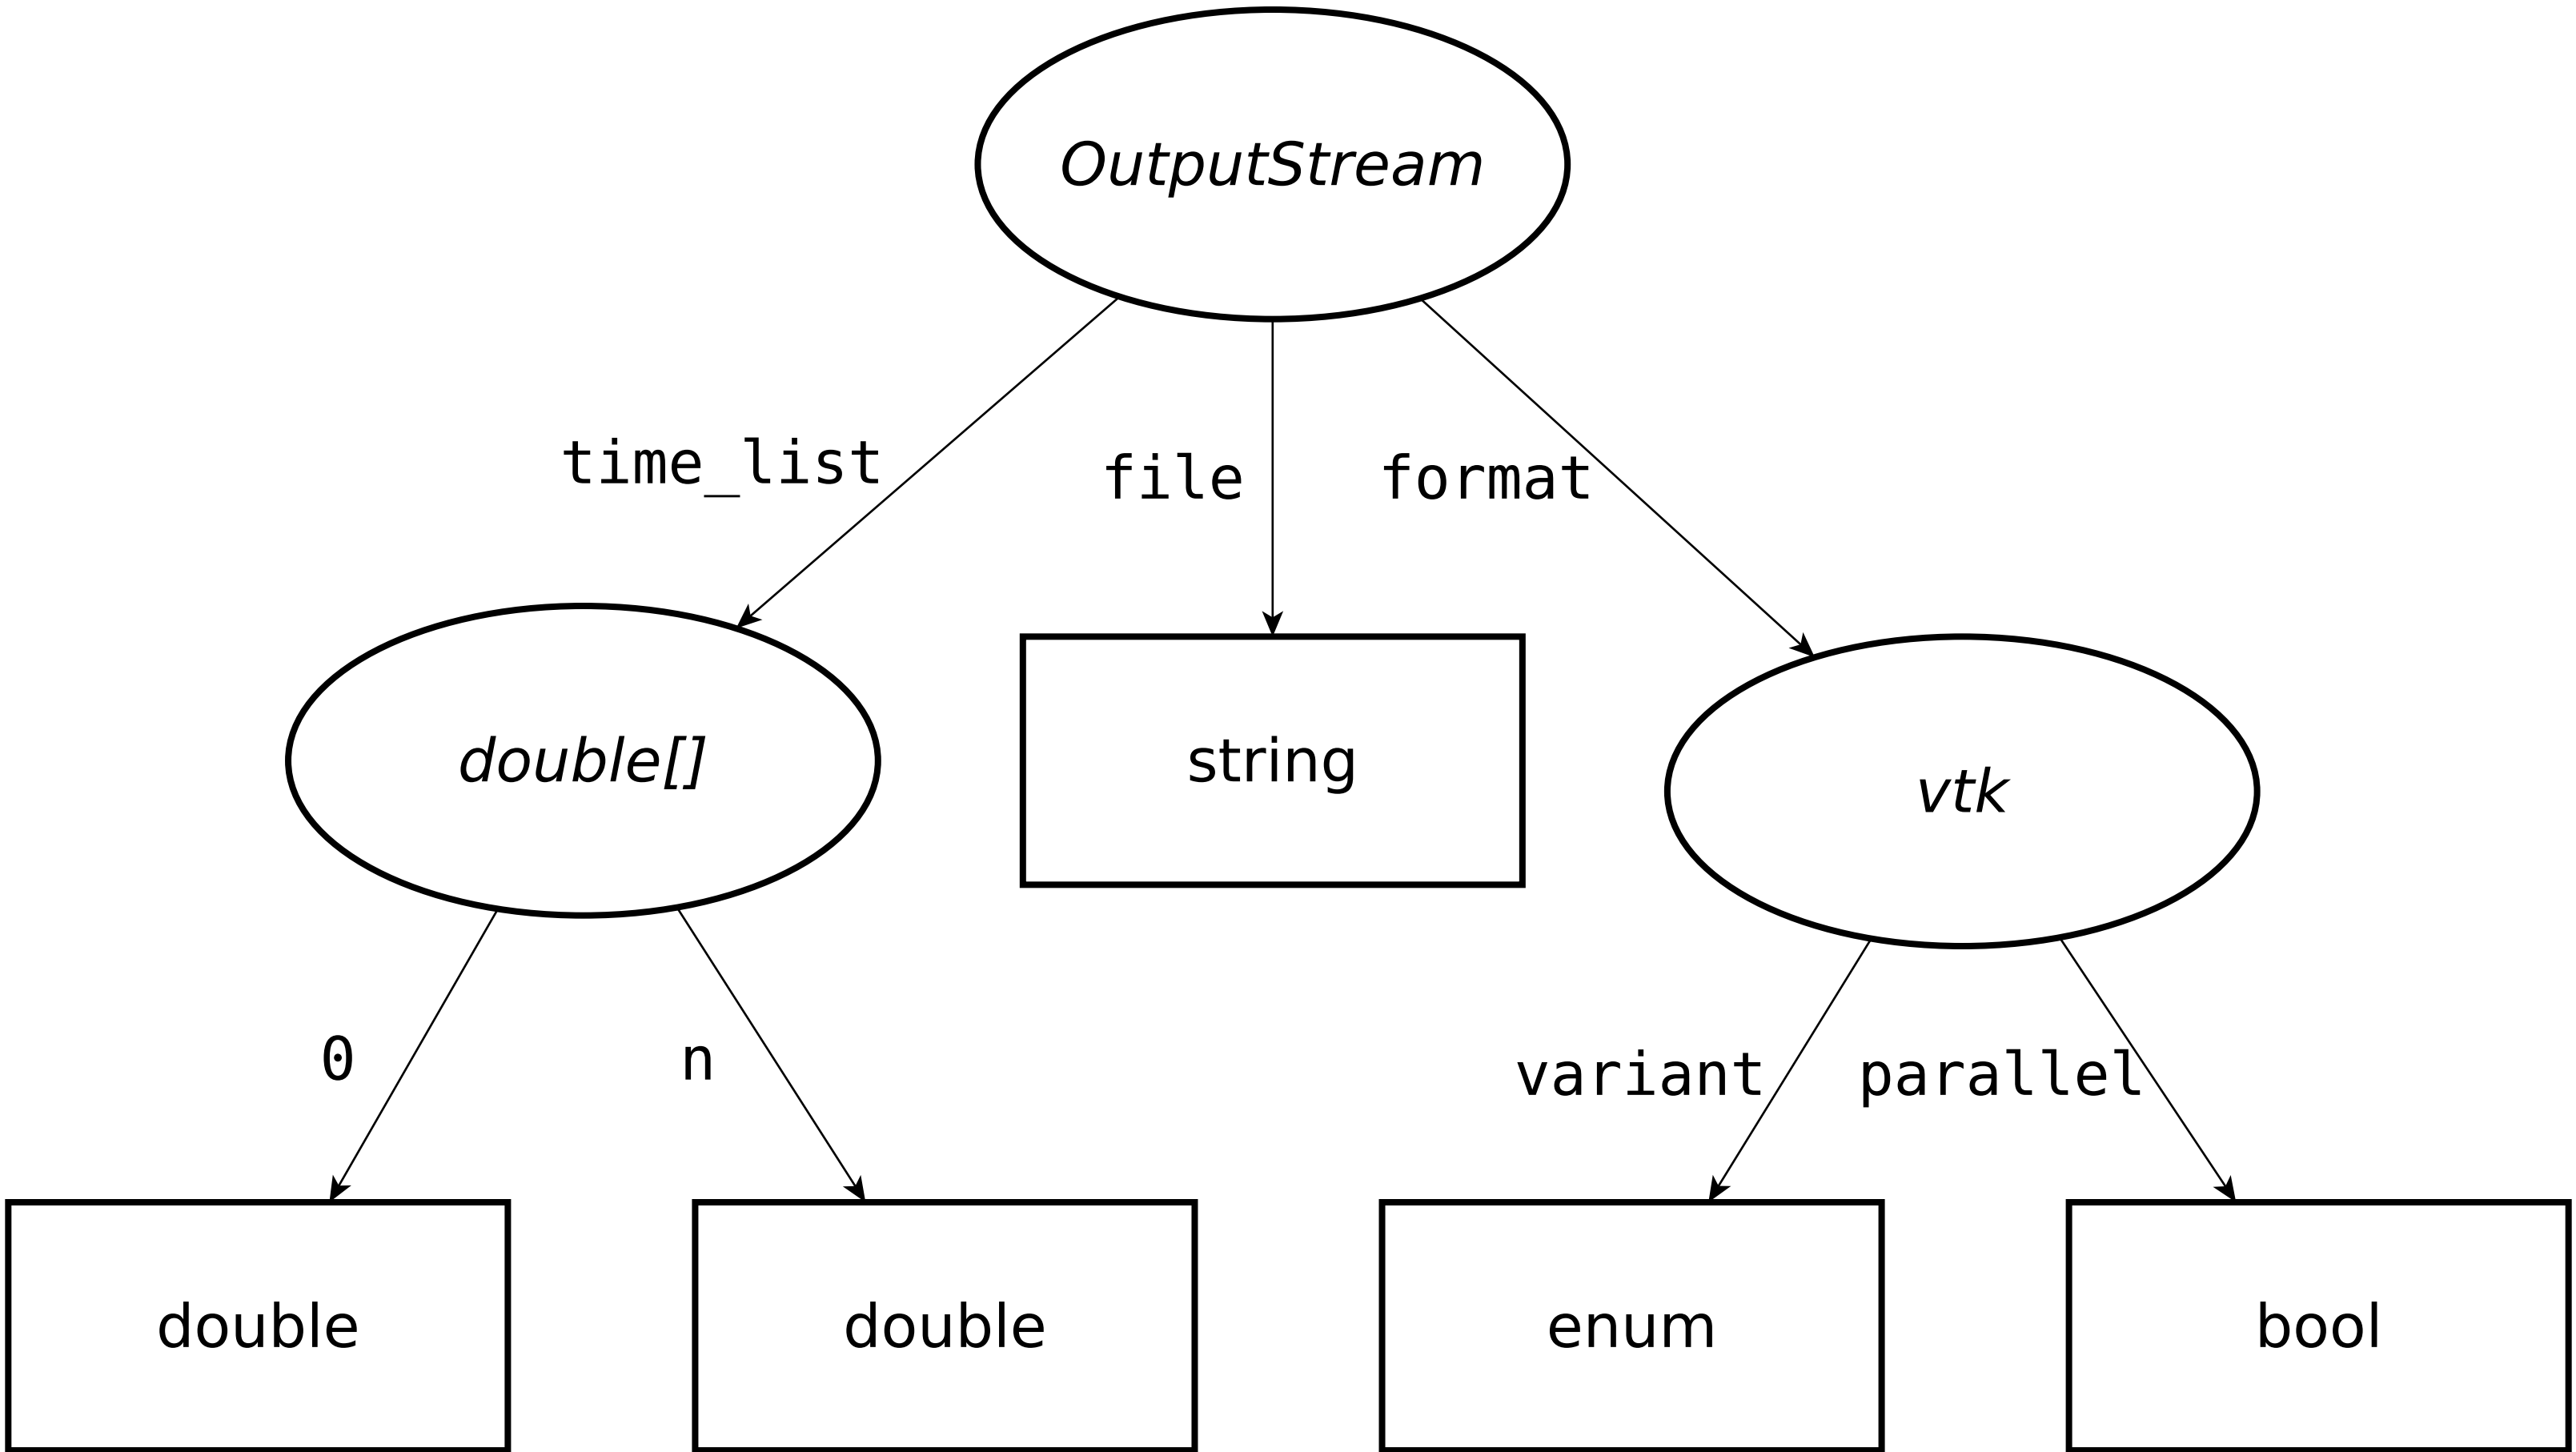 OutputStream
time_list
file
format
double[]
string
vtk
0
n
variant
parallel
double
double
enum
bool